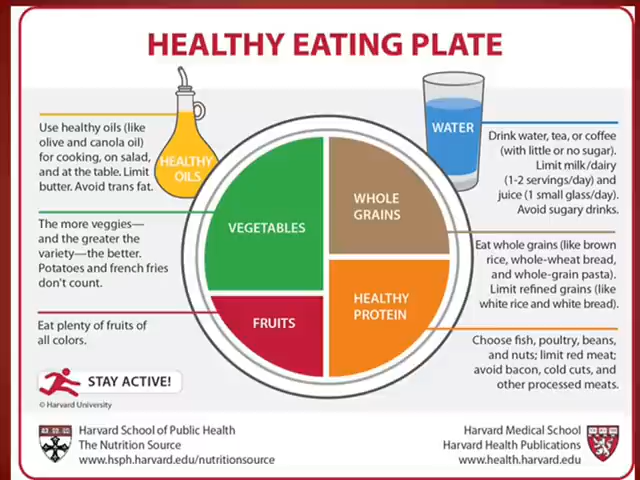 HEALTHY EATING PLATE
Use healthy oils (like
olive and canola oil)
for cooking, on salad,
and at the table. Limit
butter. Avoid trans fat.
HEALTHY
OILS
The more veggies—
and the greater the
variety—the better.
Potatoes and french fries
don't count.
Eat plenty of fruits of
all colors.
STAY ACTIVE!
© Harvard University
VEGETABLES
FRUITS
WHOLE
GRAINS
HEALTHY
PROTEIN
WATER
Drink water, tea, or coffee
(with little or no sugar).
Limit milk/dairy
(1-2 servings/day) and
juice (1 small glass/day).
Avoid sugary drinks.
Eat whole grains (like brown
rice, whole-wheat bread,
and whole-grain pasta).
Limit refined grains (like
white rice and white bread).
Choose fish, poultry, beans,
and nuts; limit red meat;
avoid bacon, cold cuts, and
other processed meats.
Harvard School of Public Health
The Nutrition Source
www.hsph.harvard.edu/nutritionsource
Harvard Medical School
Harvard Health Publications
www.health.harvard.edu